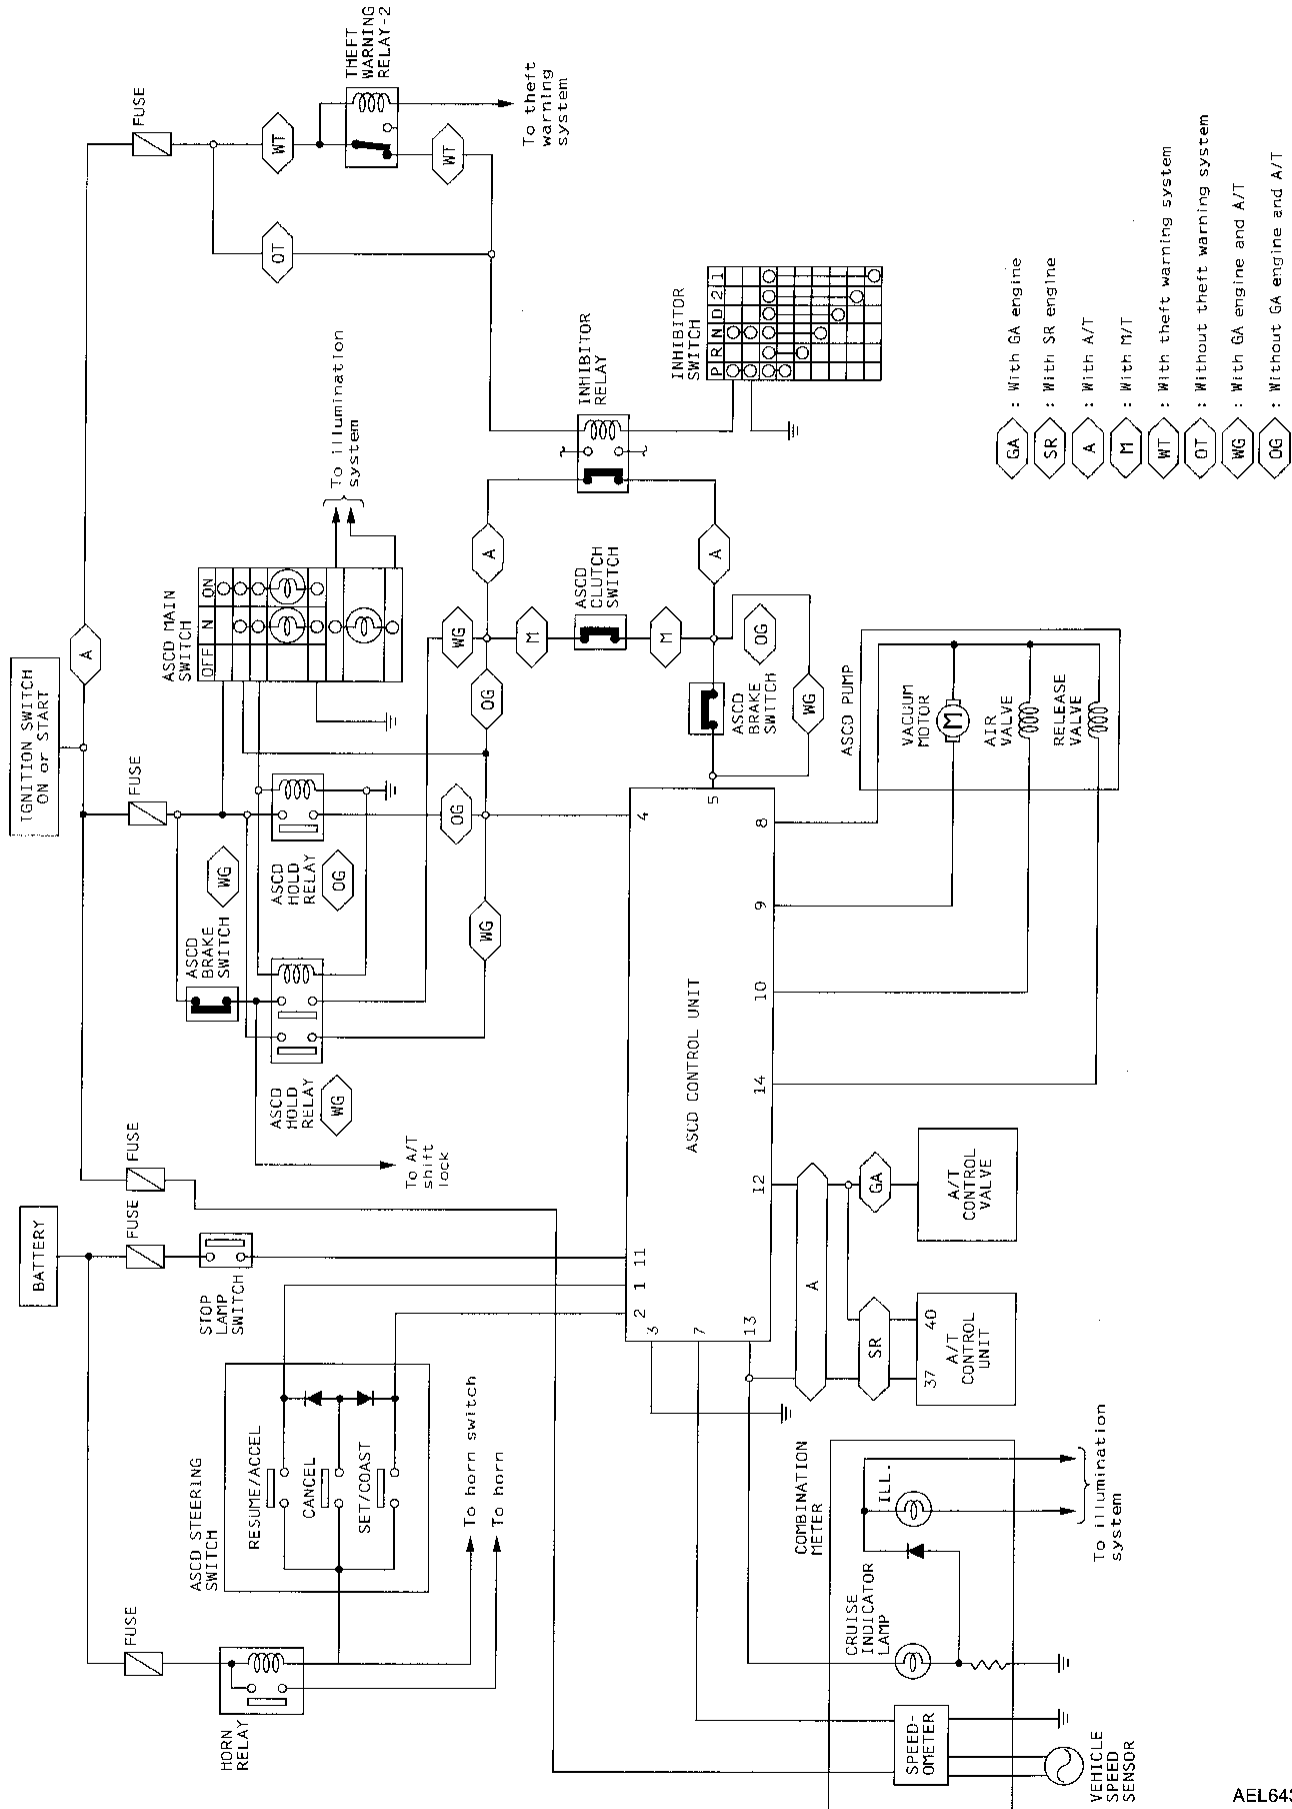 IGNITION SWITCH
ON or START
BATTERY
FUSE
FUSE
FUSE
FUSE
FUSE
A
WT
OT
WT
THEFT
WARNING
RELAY-2
To theft
warning
system
ASCD MAIN
SWITCH
OFF N ON
To illumination
system
INHIBITOR
RELAY
INHIBITOR
SWITCH
P R N D 2 1
ASCD
BRAKE
SWITCH
WG
ASCD
HOLD
RELAY
OG
ASCD
HOLD
RELAY
WG
To A/T
shift
lock
OG
WG
OG
WG
A
M
ASCD
CLUTCH
SWITCH
M
A
OG
WG
ASCD
BRAKE
SWITCH
STOP
LAMP
SWITCH
HORN
RELAY
ASCD STEERING
SWITCH
RESUME/ACCEL
CANCEL
SET/COAST
To horn switch
To horn
ASCD CONTROL UNIT
11
1
2
3
7
13
12
14
10
9
8
5
4
ASCD PUMP
VACUUM
MOTOR
M
AIR
VALVE
RELEASE
VALVE
A
GA
SR
A/T
CONTROL
VALVE
37
40
A/T
CONTROL
UNIT
COMBINATION
METER
CRUISE
INDICATOR
LAMP
ILL.
To illumination
system
SPEED-
OMETER
VEHICLE
SPEED
SENSOR
GA : With GA engine
SR : With SR engine
A : With A/T
M : With M/T
WT : With theft warning system
OT : Without theft warning system
WG : With GA engine and A/T
OG : Without GA engine and A/T